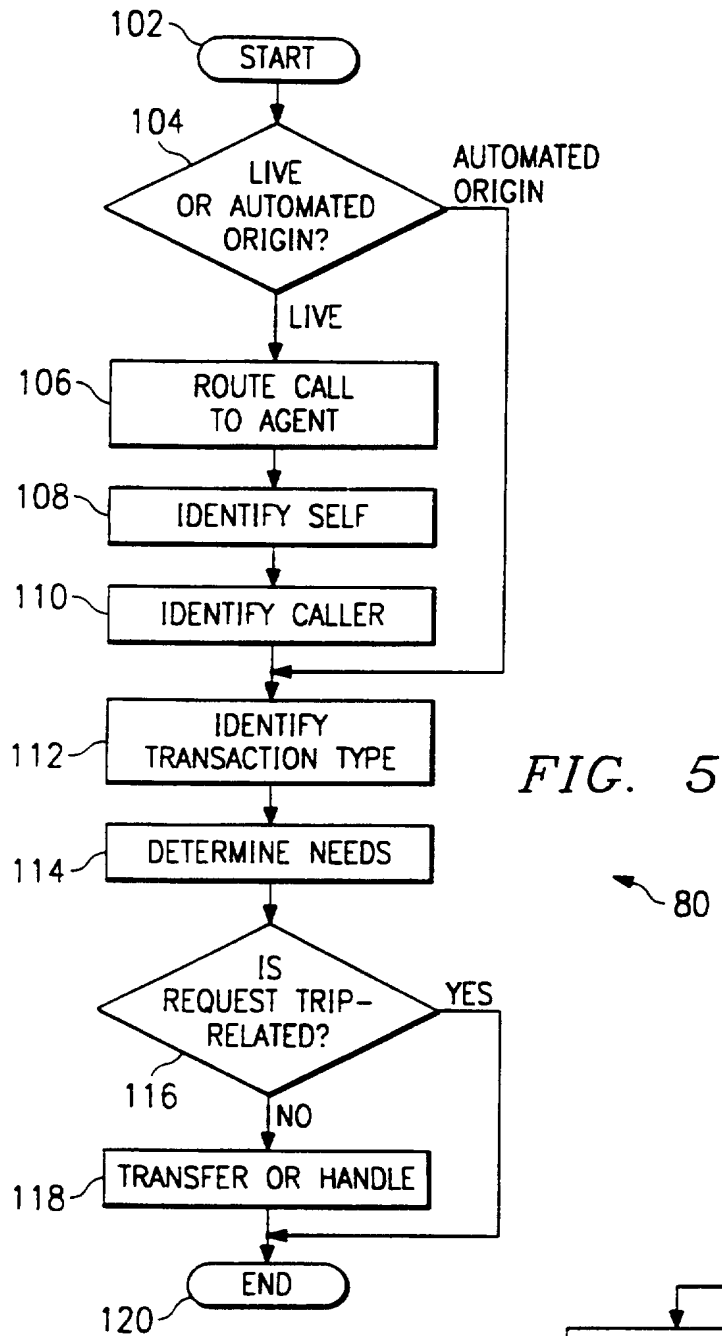 102
START
104
LIVE
OR AUTOMATED
ORIGIN?
AUTOMATED
ORIGIN
LIVE
106
ROUTE CALL
TO AGENT
108
IDENTIFY SELF
110
IDENTIFY CALLER
112
IDENTIFY
TRANSACTION TYPE
FIG. 5
114
DETERMINE NEEDS
80
IS
REQUEST TRIP-
RELATED?
YES
116
NO
118
TRANSFER OR HANDLE
END
120